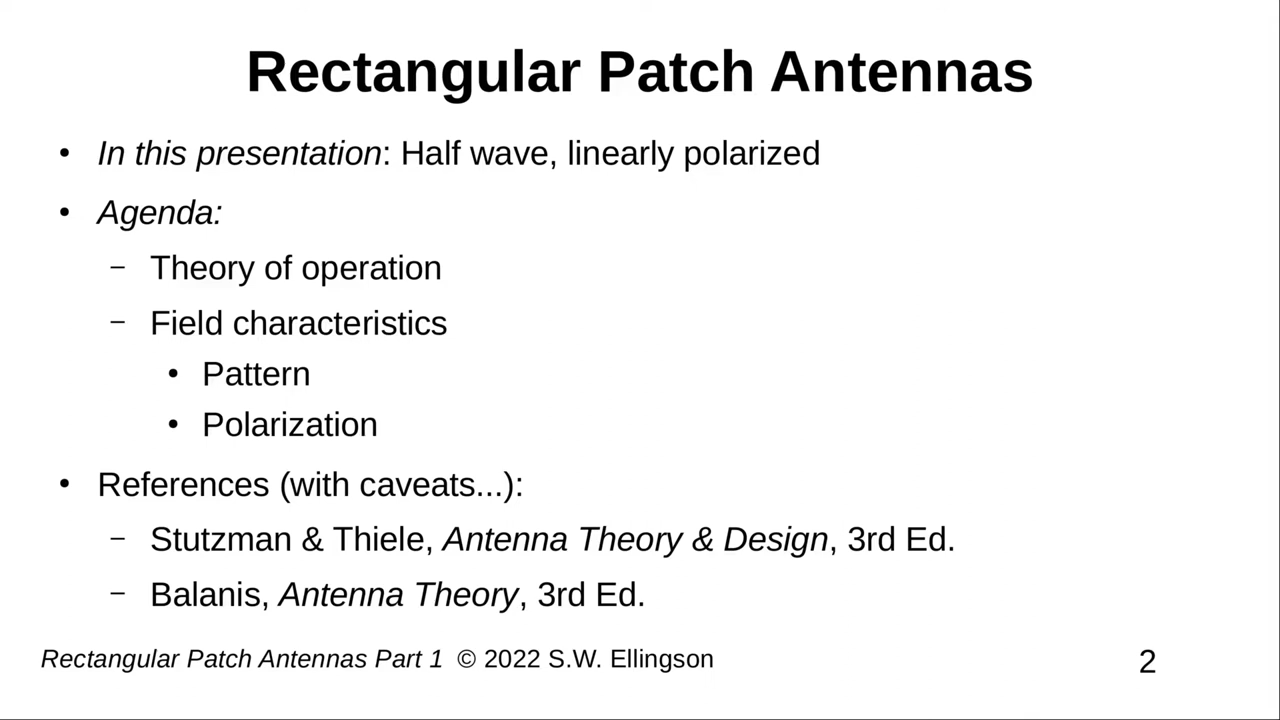 Rectangular Patch Antennas
• In this presentation: Half wave, linearly polarized
• Agenda:
– Theory of operation
– Field characteristics
• Pattern
• Polarization
• References (with caveats...):
– Stutzman & Thiele, Antenna Theory & Design, 3rd Ed.
– Balanis, Antenna Theory, 3rd Ed.
Rectangular Patch Antennas Part 1 © 2022 S.W. Ellingson
2